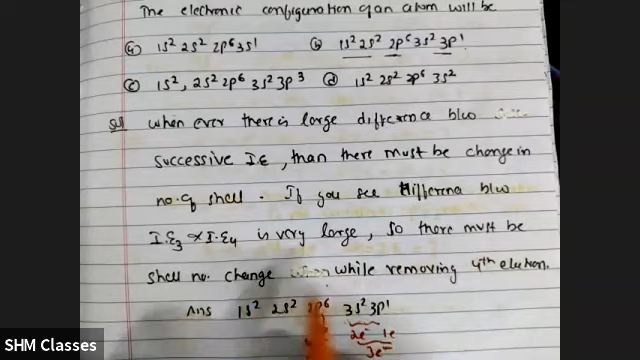 The electronic configuration of an atom will be
(a) 1s² 2s² 2p⁶ 3s¹ (b) 1s² 2s² 2p⁶ 3s² 3p¹
(c) 1s², 2s² 2p⁶ 3s² 3p³ (d) 1s² 2s² 2p⁶ 3s²
Sol when ever there is large difference b/w
successive I.E, than there must be change in
no. of shell. If you see difference b/w
I.E₃ & I.E₄ is very large, so there must be
shell no. change while removing 4th electron.
Ans 1s² 2s² 2p⁶ 3s² 3p¹
2e⁻ 1e
3e⁻
SHM Classes